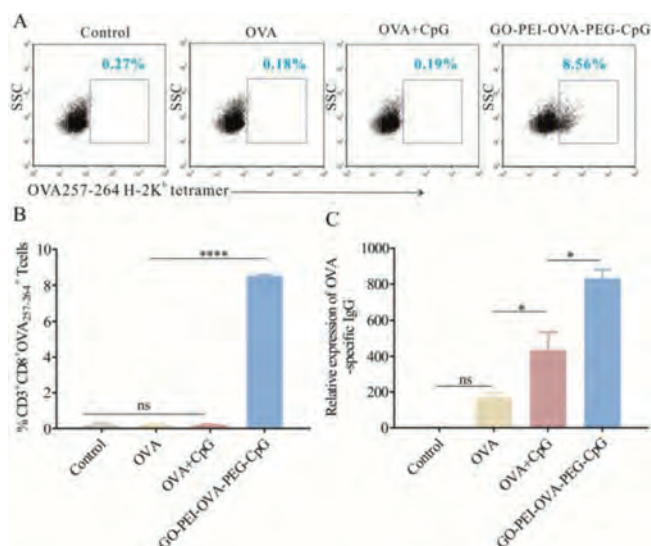 A
Control
OVA
OVA+CpG
GO-PEI-OVA-PEG-CpG
0.27%
0.18%
0.19%
8.56%
SSC
SSC
SSC
SSC
OVA257-264 H-2Kᵇ tetramer
B
% CD3⁺CD8⁺OVA₂₅₇₋₂₆₄⁺ Tcells
10
8
6
4
2
0
ns
****
Control
OVA
OVA+CpG
GO-PEI-OVA-PEG-CpG
C
Relative expression of OVA
-specific IgG
1000
800
600
400
200
0
ns
*
*
Control
OVA
OVA+CpG
GO-PEI-OVA-PEG-CpG